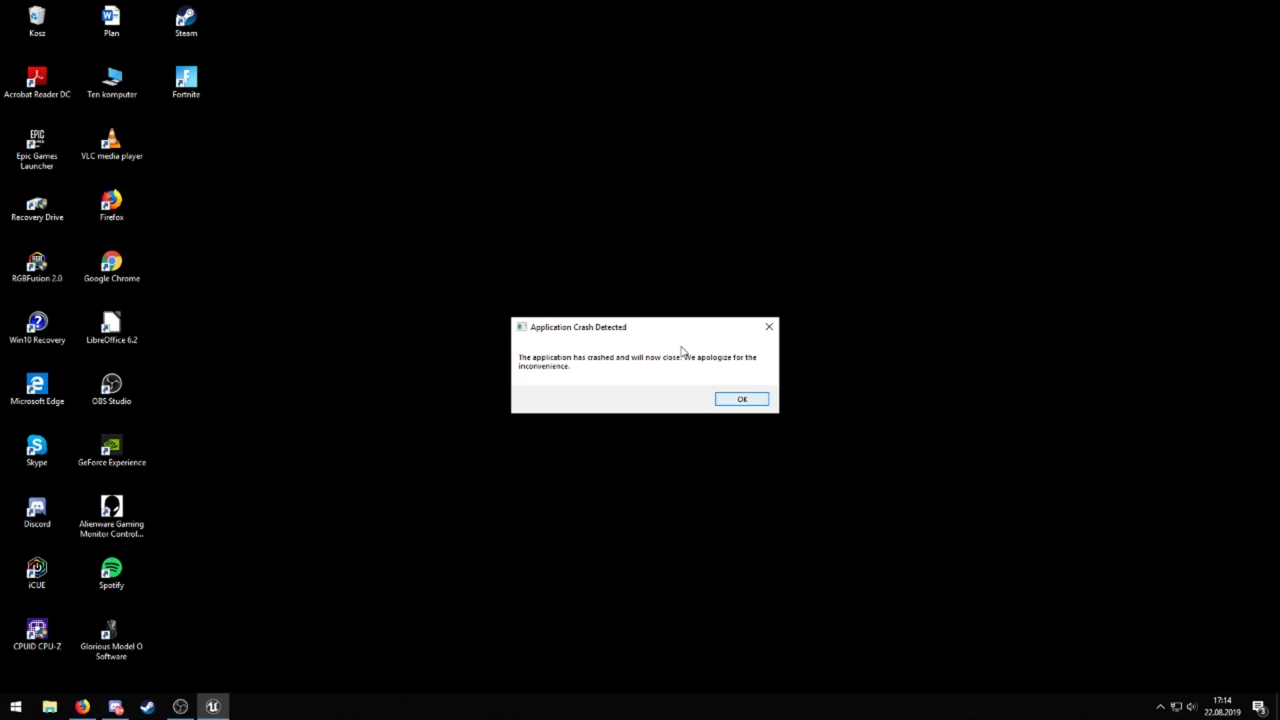 Kosz
Plan
Steam
Acrobat Reader DC
Ten komputer
Fortnite
EPIC
GAMES
Epic Games
Launcher
VLC media player
Recovery Drive
Firefox
RGB
RGBFusion 2.0
Google Chrome
Win10 Recovery
LibreOffice 6.2
Microsoft Edge
OBS Studio
Skype
GeForce Experience
Discord
Alienware Gaming
Monitor Control...
iCUE
Spotify
CPUID CPU-Z
Glorious Model O
Software
Application Crash Detected
The application has crashed and will now close. We apologize for the
inconvenience.
OK
17:14
22.08.2019
3